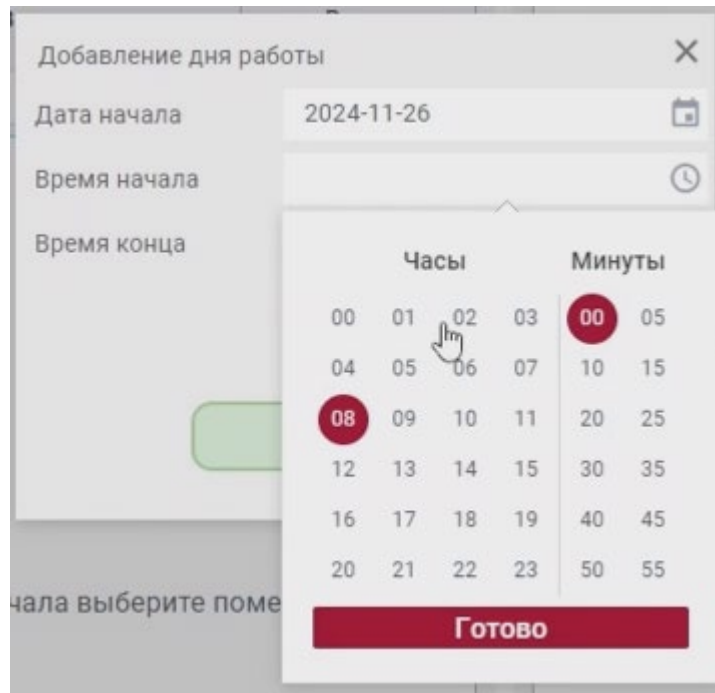 Добавление дня работы
Дата начала 2024-11-26
Время начала
Время конца
Часы Минуты
00 01 02 03 00 05
04 05 06 07 10 15
08 09 10 11 20 25
12 13 14 15 30 35
16 17 18 19 40 45
20 21 22 23 50 55
чала выберите поме
Готово